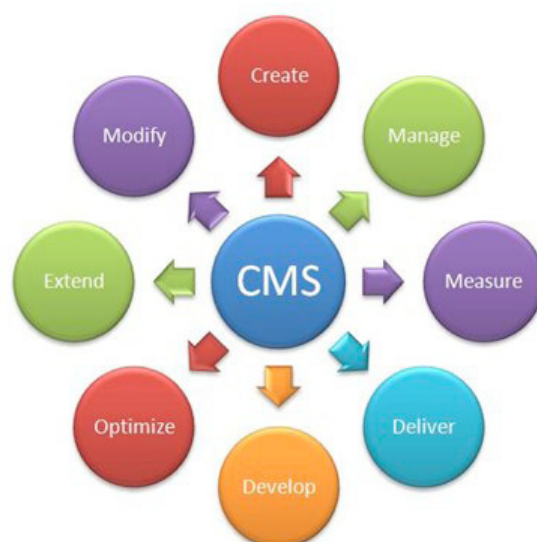 Create
Modify
Manage
Extend
CMS
Measure
Optimize
Deliver
Develop